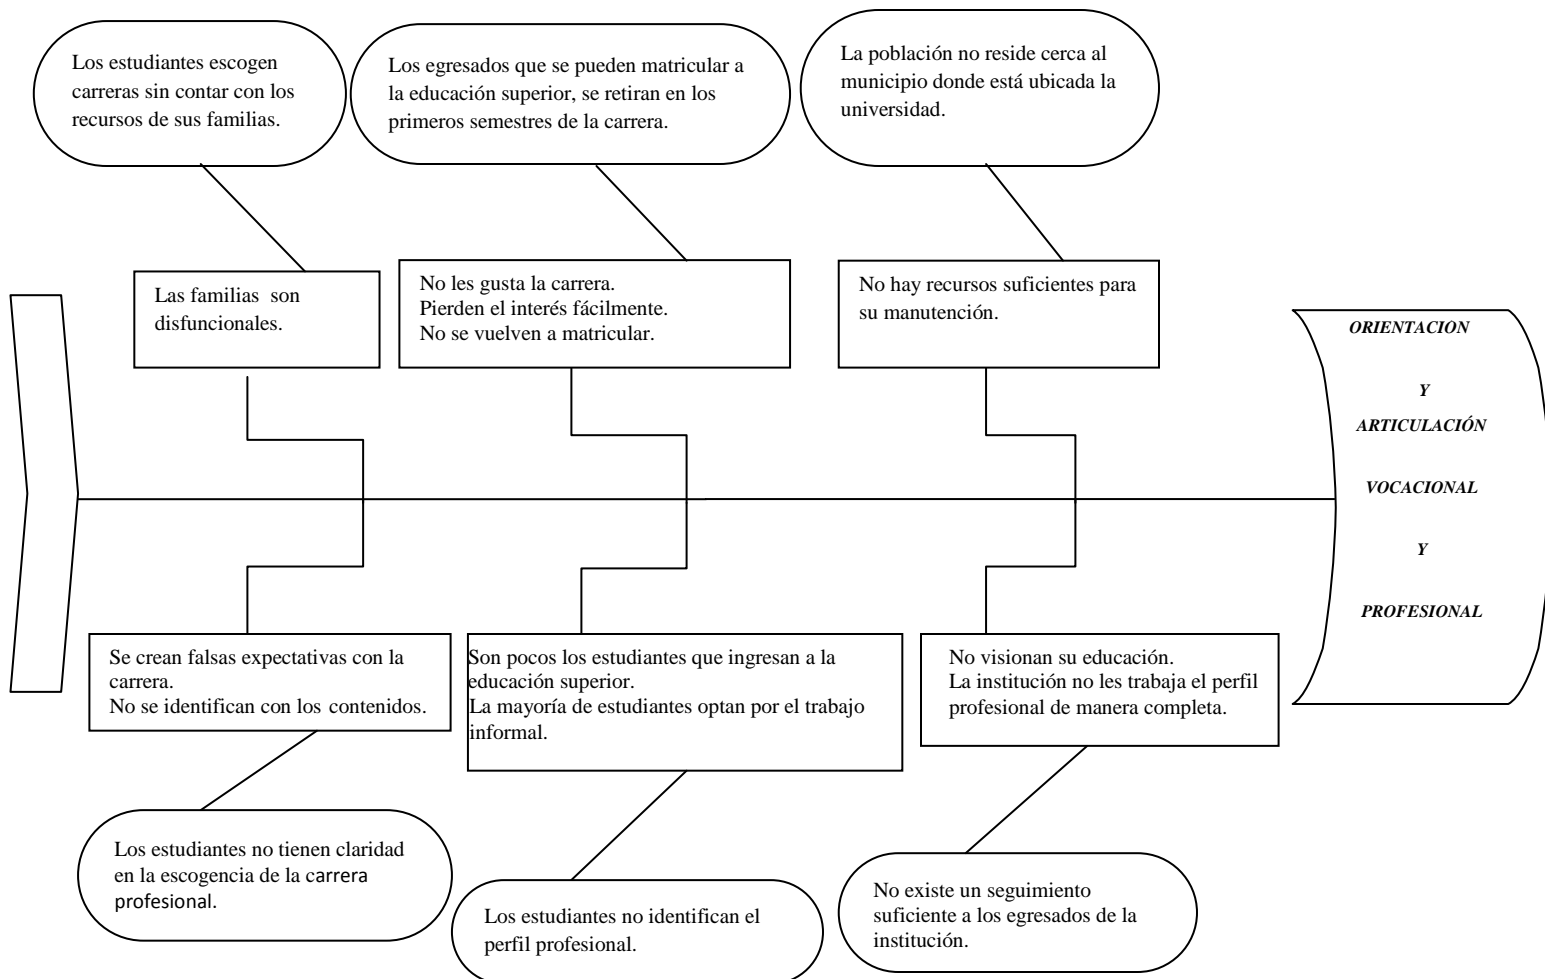 Los estudiantes escogen
carreras sin contar con los
recursos de sus familias.
Los egresados que se pueden matricular a
la educación superior, se retiran en los
primeros semestres de la carrera.
La población no reside cerca al
municipio donde está ubicada la
universidad.
Las familias son
disfuncionales.
No les gusta la carrera.
Pierden el interés fácilmente.
No se vuelven a matricular.
No hay recursos suficientes para
su manutención.
ORIENTACION
Y
ARTICULACIÓN
VOCACIONAL
Y
PROFESIONAL
Se crean falsas expectativas con la
carrera.
No se identifican con los contenidos.
Son pocos los estudiantes que ingresan a la
educación superior.
La mayoría de estudiantes optan por el trabajo
informal.
No visionan su educación.
La institución no les trabaja el perfil
profesional de manera completa.
Los estudiantes no tienen claridad
en la escogencia de la carrera
profesional.
Los estudiantes no identifican el
perfil profesional.
No existe un seguimiento
suficiente a los egresados de la
institución.